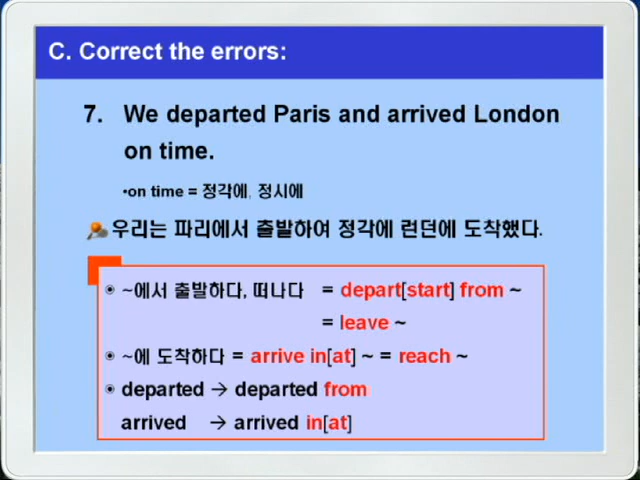 C. Correct the errors:
7. We departed Paris and arrived London
on time.
•on time = 정각에, 정시에
우리는 파리에서 출발하여 정각에 런던에 도착했다.
◉ ~에서 출발하다, 떠나다 = depart[start] from ~
= leave ~
◉ ~에 도착하다 = arrive in[at] ~ = reach ~
◉ departed → departed from
arrived → arrived in[at]